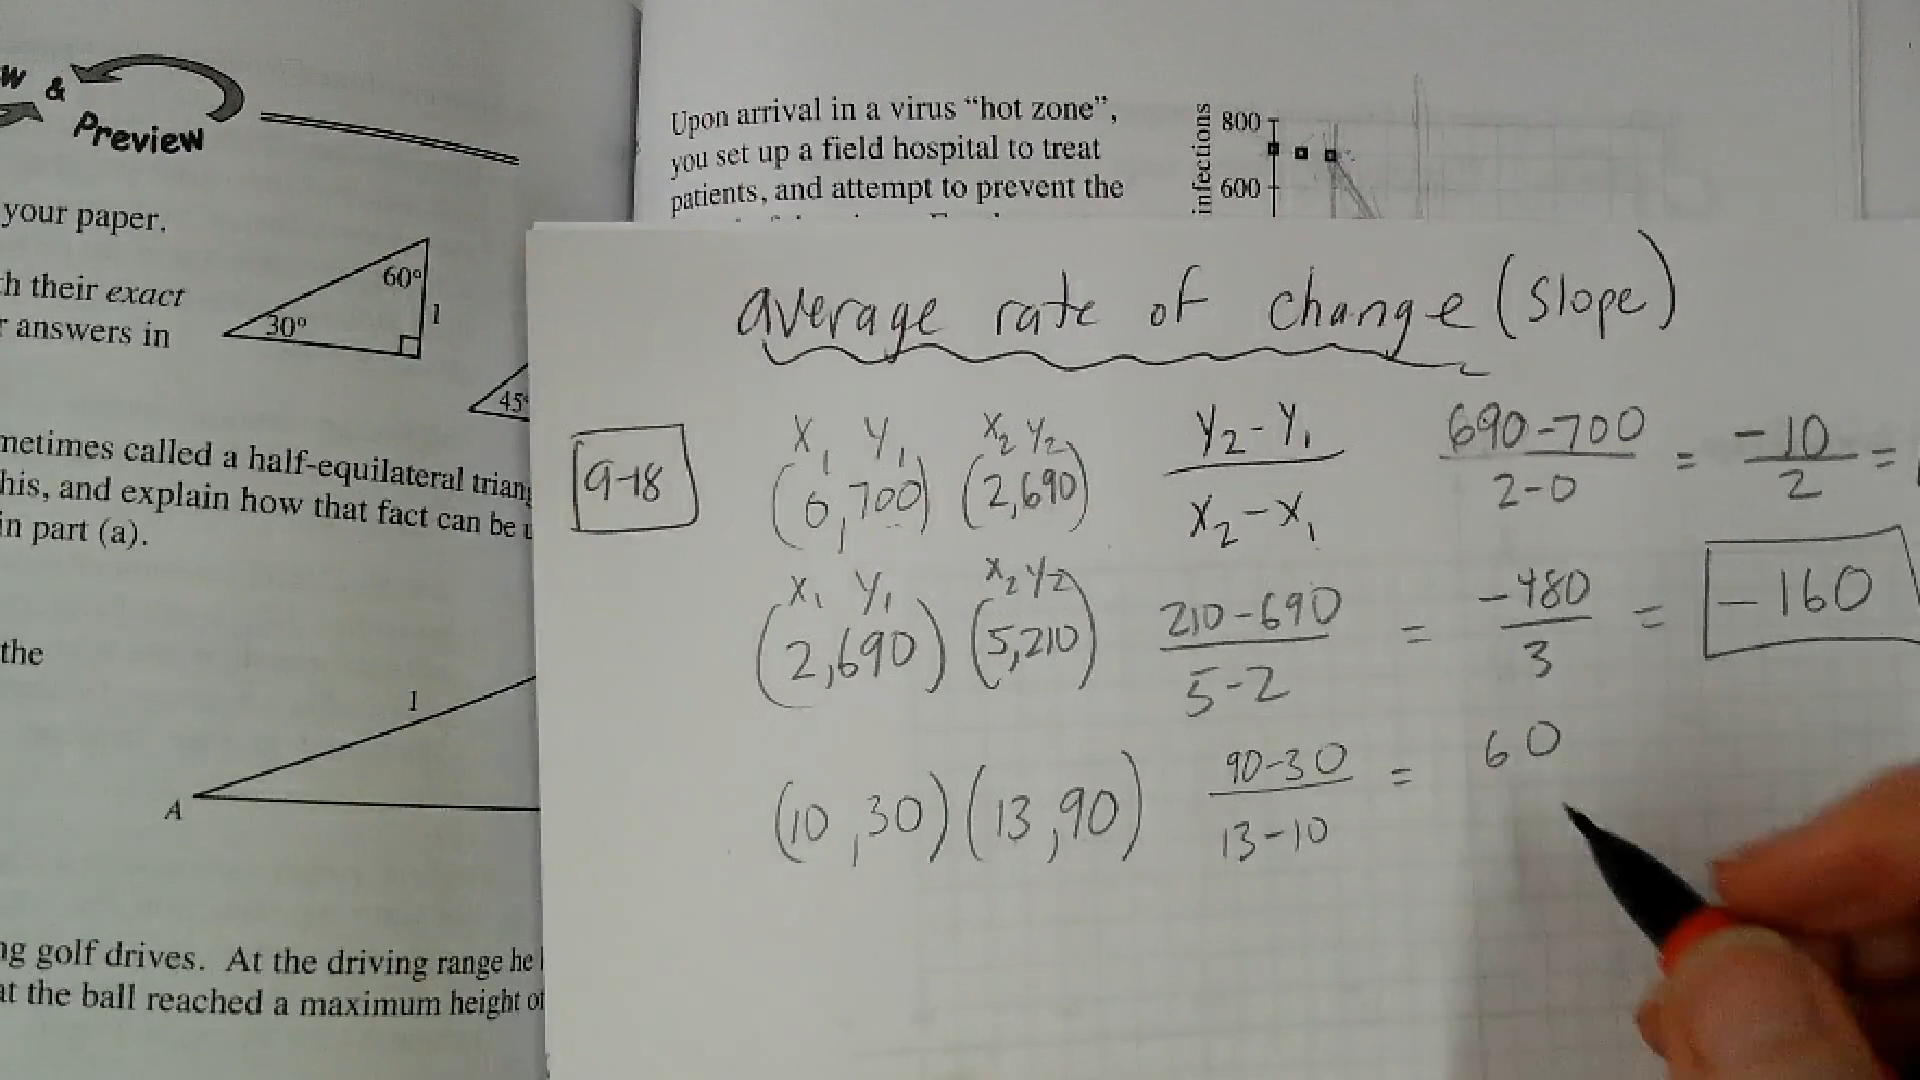 w &
Preview
your paper.
th their exact
r answers in
60°
30°
1
45°
metimes called a half-equilateral trian
his, and explain how that fact can be u
in part (a).
the
1
A
ng golf drives. At the driving range he
at the ball reached a maximum height of
Upon arrival in a virus “hot zone”,
you set up a field hospital to treat
patients, and attempt to prevent the
infections
800
600
average rate of change (slope)
9-18
X₁ Y₁ X₂ Y₂
(0,700) (2,690)
Y₂-Y₁
X₂-X₁
690-700
2-0
=
-10
2
=
X₁ Y₁ X₂ Y₂
(2,690) (5,210)
210-690
5-2
=
-480
3
=
-160
(10,30) (13,90)
90-30
13-10
=
60